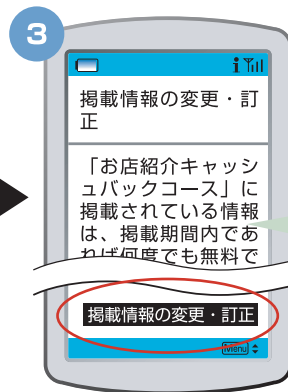 3
掲載情報の変更・訂
正
「お店紹介キャッシ
ュバックコース」に
掲載されている情報
は、掲載期間内であ
れば何度でも無料で
掲載情報の変更・訂正
Menu